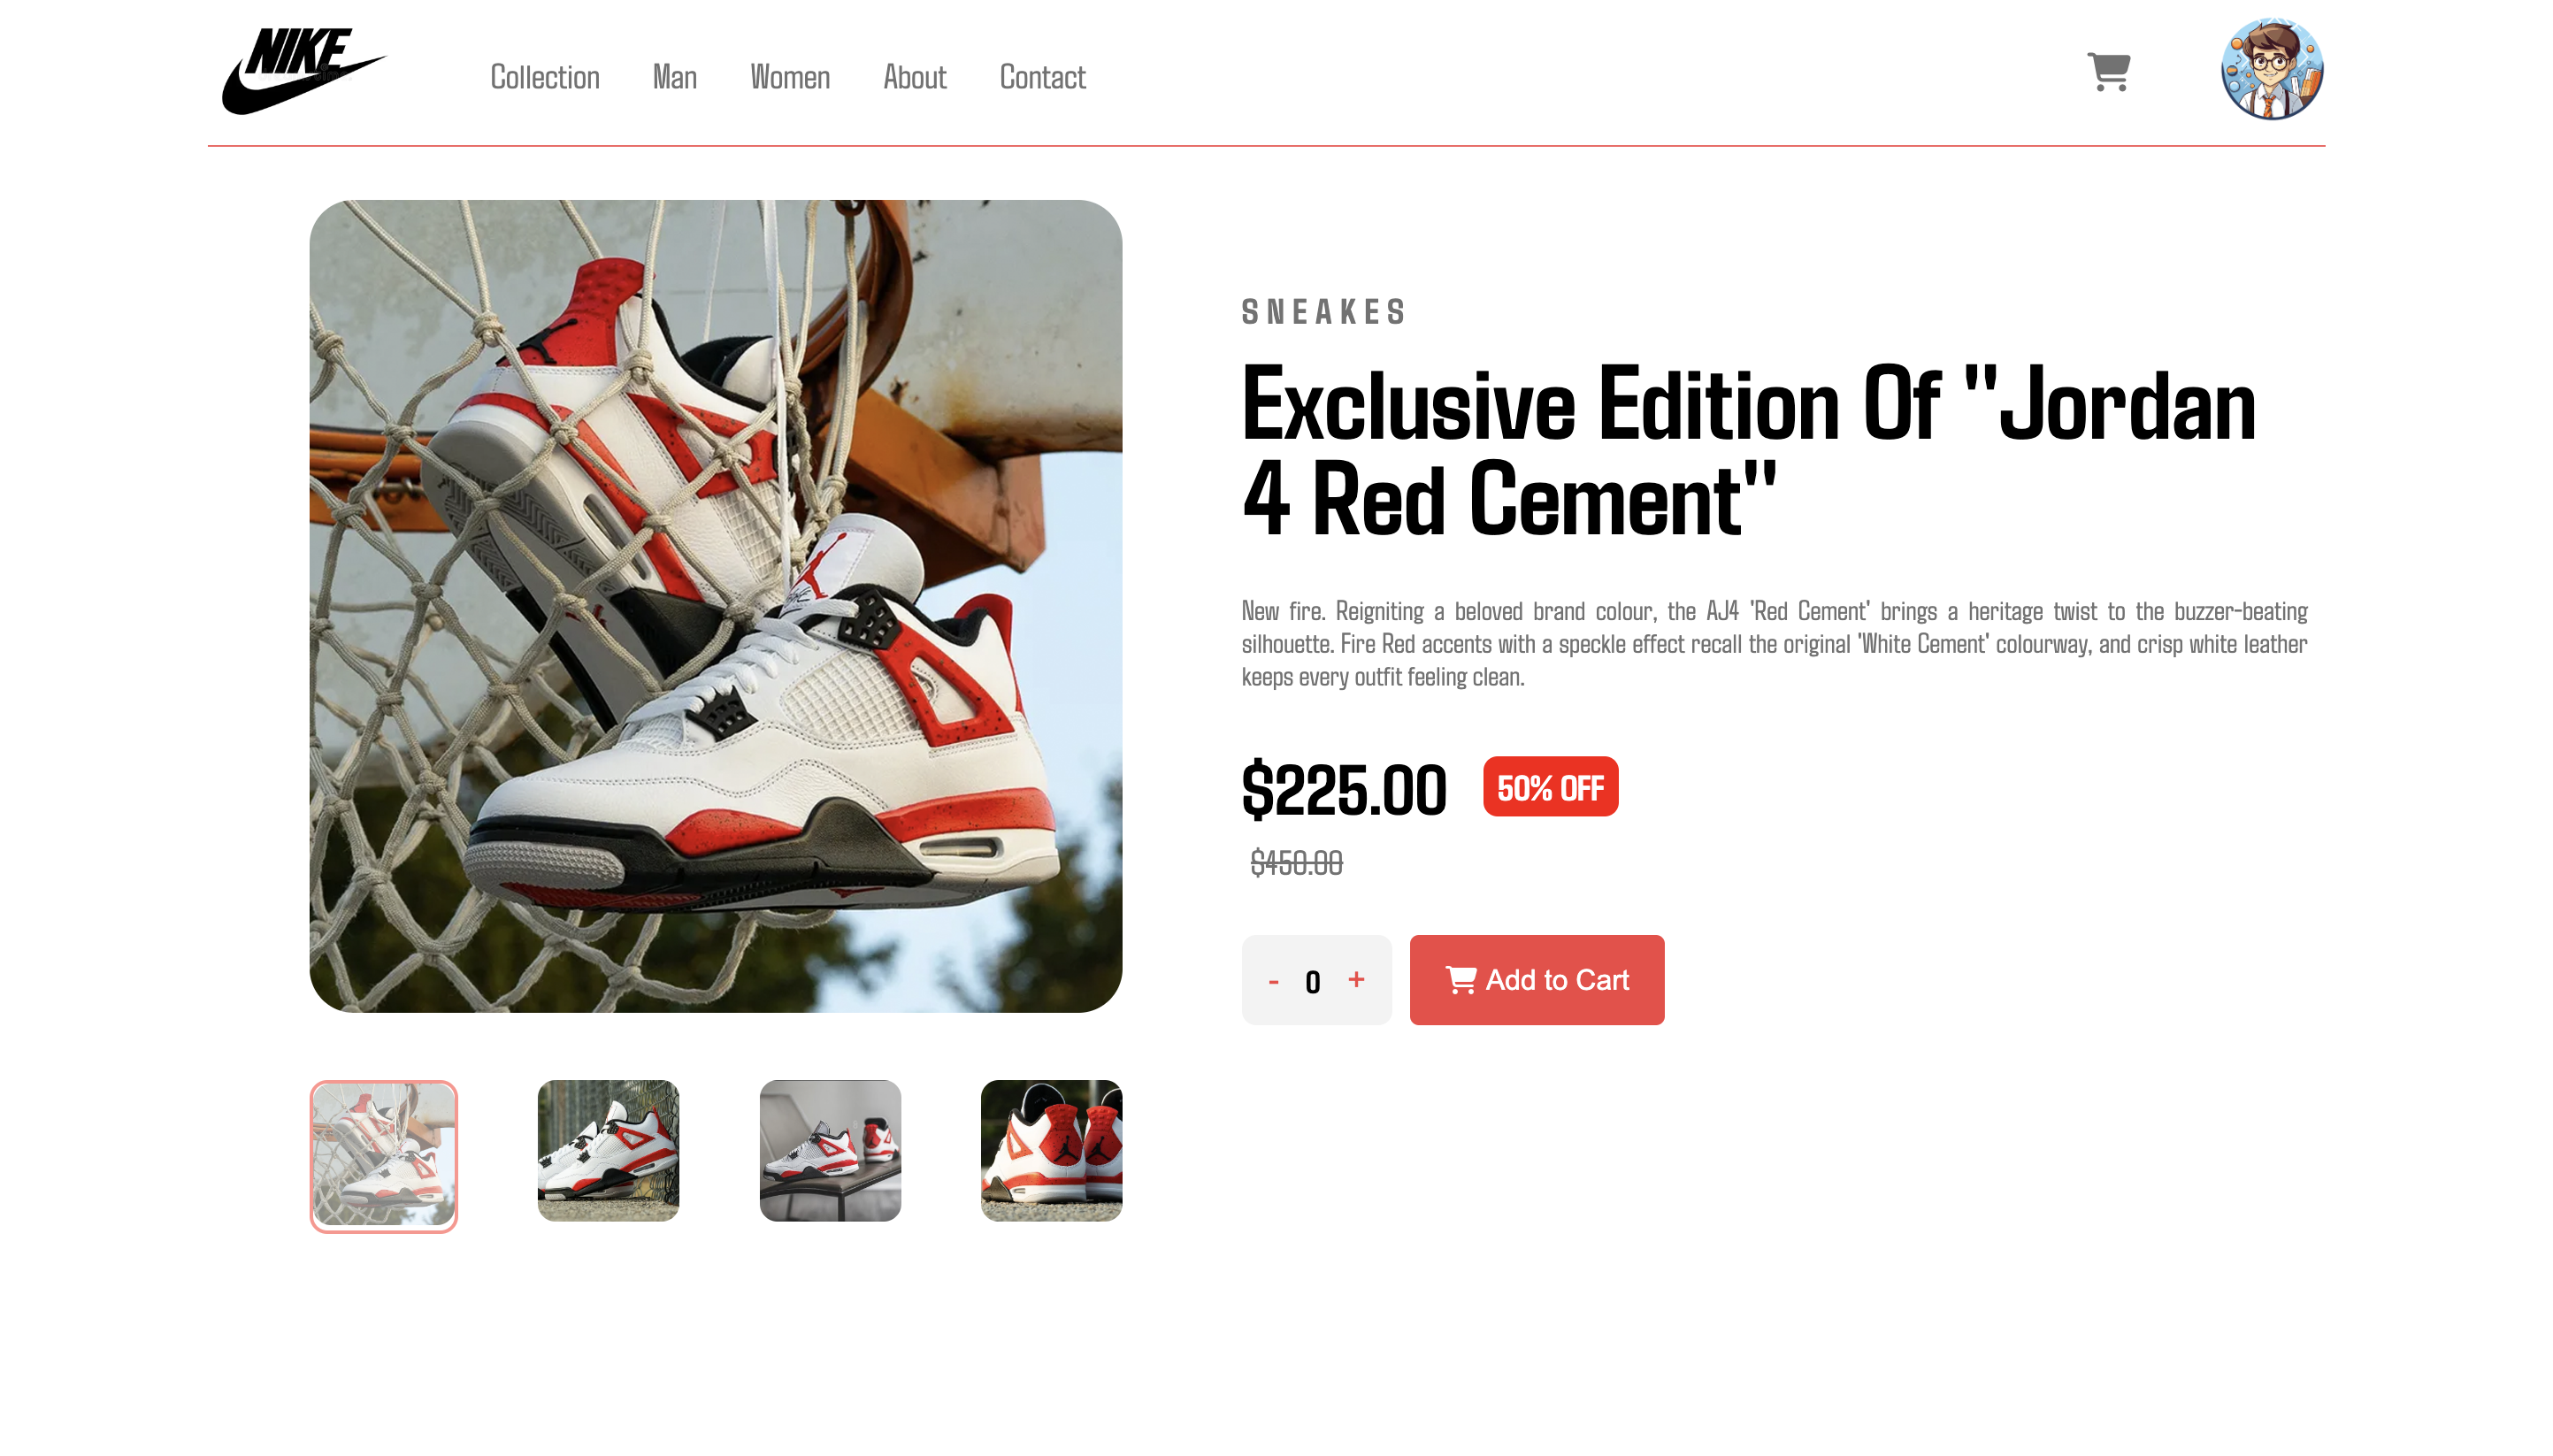 NIKE
Collection Man Women About Contact
SNEAKES
Exclusive Edition Of "Jordan
4 Red Cement"
New fire. Reigniting a beloved brand colour, the AJ4 'Red Cement' brings a heritage twist to the buzzer-beating
silhouette. Fire Red accents with a speckle effect recall the original 'White Cement' colourway, and crisp white leather
keeps every outfit feeling clean.
$225.00 50% OFF
$450.00
- 0 + Add to Cart